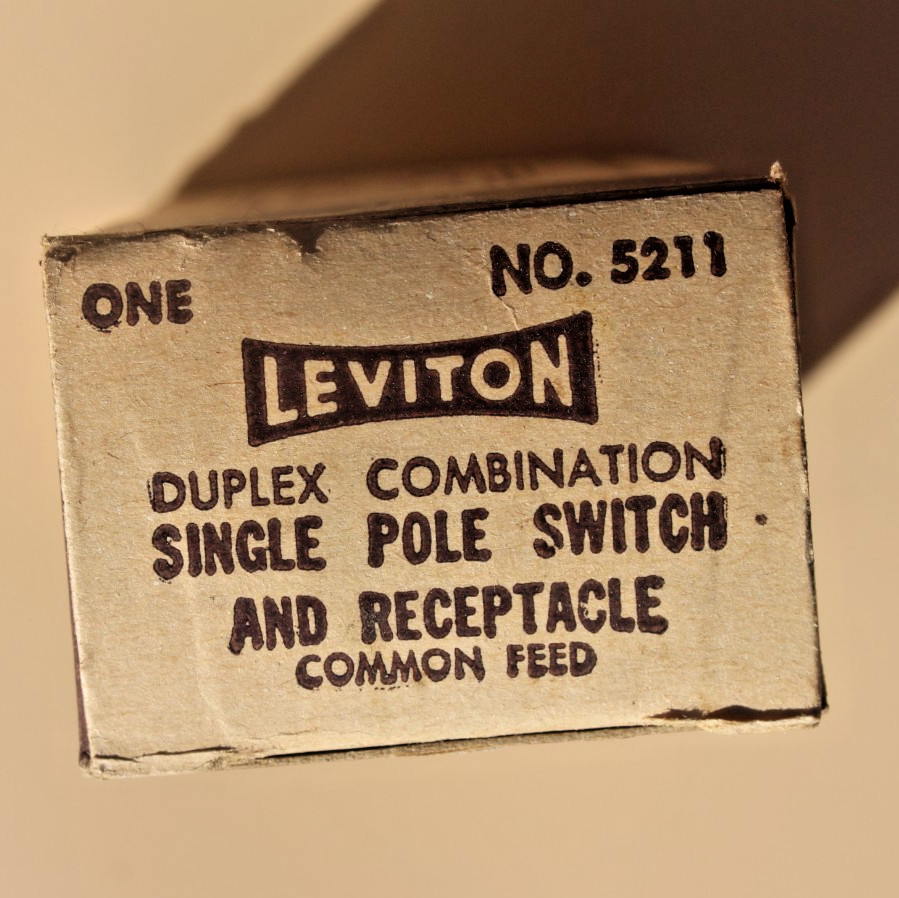 ONE NO. 5211
LEVITON
DUPLEX COMBINATION
SINGLE POLE SWITCH
AND RECEPTACLE
COMMON FEED